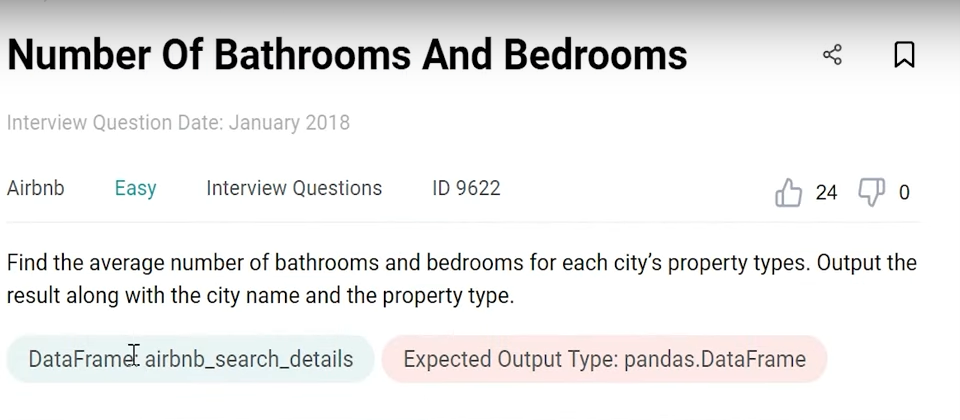 Number Of Bathrooms And Bedrooms
Interview Question Date: January 2018
Airbnb Easy Interview Questions ID 9622 24 0
Find the average number of bathrooms and bedrooms for each city's property types. Output the
result along with the city name and the property type.
DataFrame: airbnb_search_details Expected Output Type: pandas.DataFrame